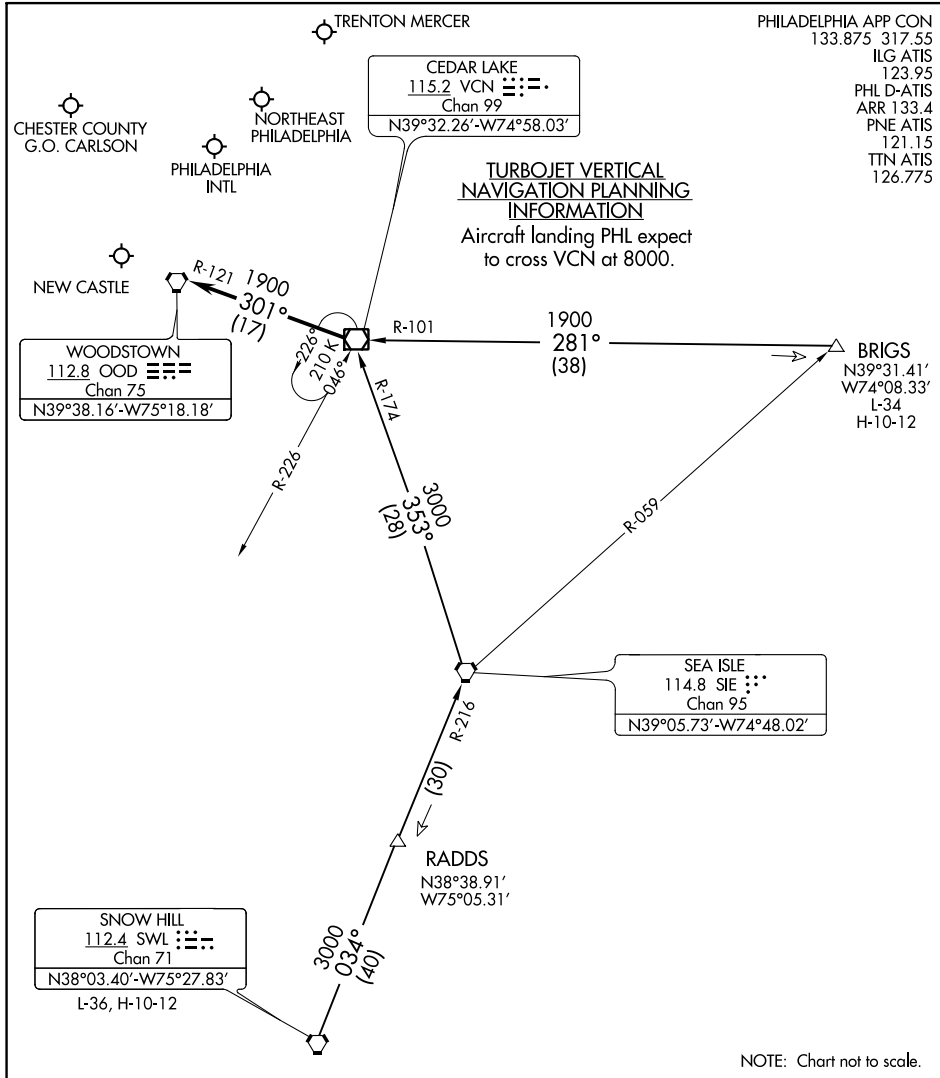 TRENTON MERCER
PHILADELPHIA APP CON
133.875 317.55
ILG ATIS
123.95
PHL D-ATIS
ARR 133.4
PNE ATIS
121.15
TTN ATIS
126.775
CEDAR LAKE
115.2 VCN
Chan 99
N39°32.26′-W74°58.03′
CHESTER COUNTY
G.O. CARLSON
NORTHEAST
PHILADELPHIA
PHILADELPHIA
INTL
TURBOJET VERTICAL
NAVIGATION PLANNING
INFORMATION
Aircraft landing PHL expect
to cross VCN at 8000.
NEW CASTLE
R-121
1900
301°
(17)
226°
210 K
046°
R-101
1900
281°
(38)
BRIGS
N39°31.41′
W74°08.33′
L-34
H-10-12
WOODSTOWN
112.8 OOD
Chan 75
N39°38.16′-W75°18.18′
R-174
R-226
3000
353°
(28)
R-059
SEA ISLE
114.8 SIE
Chan 95
N39°05.73′-W74°48.02′
R-216
(30)
RADDS
N38°38.91′
W75°05.31′
SNOW HILL
112.4 SWL
Chan 71
N38°03.40′-W75°27.83′
L-36, H-10-12
3000
034°
(40)
NOTE: Chart not to scale.